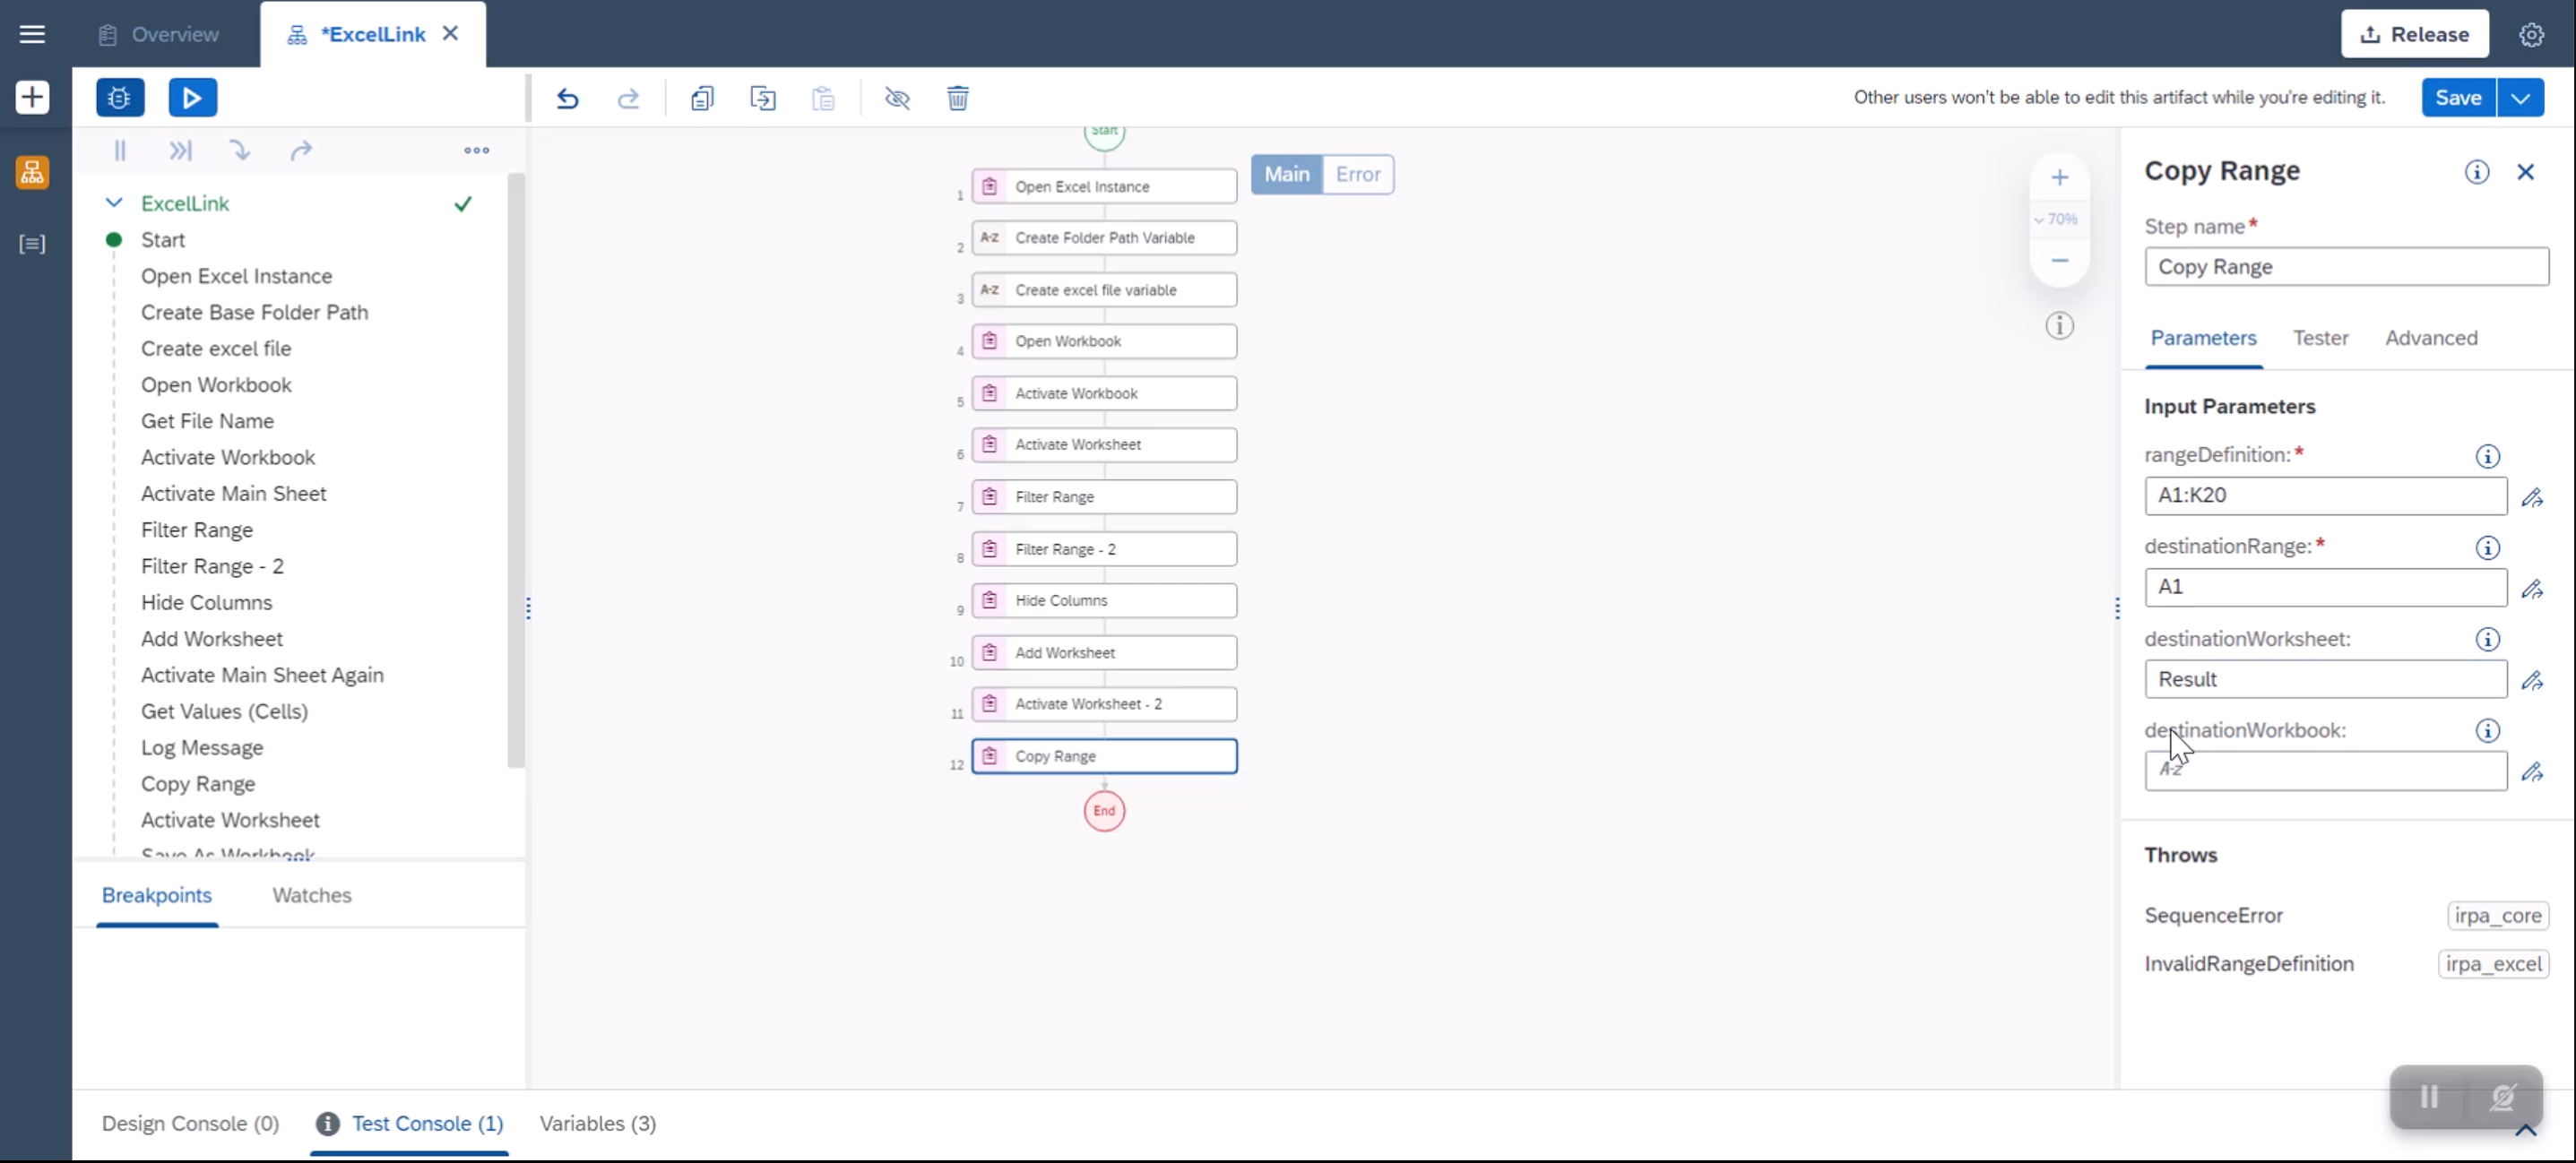 Overview
*ExcelLink
Release
Other users won't be able to edit this artifact while you're editing it.
Save
ExcelLink
Start
Open Excel Instance
Create Base Folder Path
Create excel file
Open Workbook
Get File Name
Activate Workbook
Activate Main Sheet
Filter Range
Filter Range - 2
Hide Columns
Add Worksheet
Activate Main Sheet Again
Get Values (Cells)
Log Message
Copy Range
Activate Worksheet
Save As Workbook
Breakpoints
Watches
Start
Main
Error
1 Open Excel Instance
2 A-Z Create Folder Path Variable
3 A-Z Create excel file variable
4 Open Workbook
5 Activate Workbook
6 Activate Worksheet
7 Filter Range
8 Filter Range - 2
9 Hide Columns
10 Add Worksheet
11 Activate Worksheet - 2
12 Copy Range
End
70%
Copy Range
Step name*
Copy Range
Parameters
Tester
Advanced
Input Parameters
rangeDefinition:*
A1:K20
destinationRange:*
A1
destinationWorksheet:
Result
destinationWorkbook:
A-Z
Throws
SequenceError
irpa_core
InvalidRangeDefinition
irpa_excel
Design Console (0)
Test Console (1)
Variables (3)